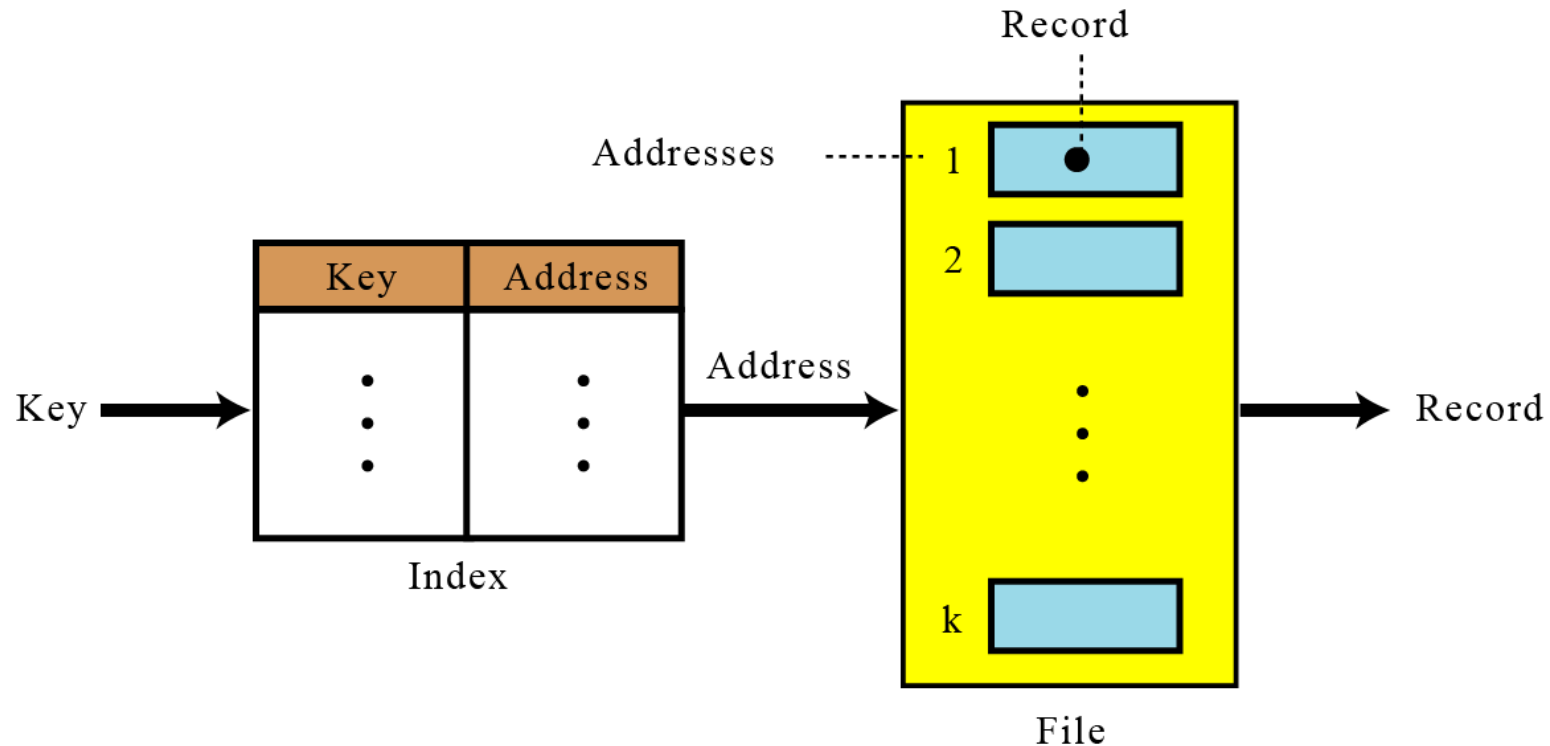 Record
Addresses
1
2
Key
Address
Address
Key
Record
Index
k
File